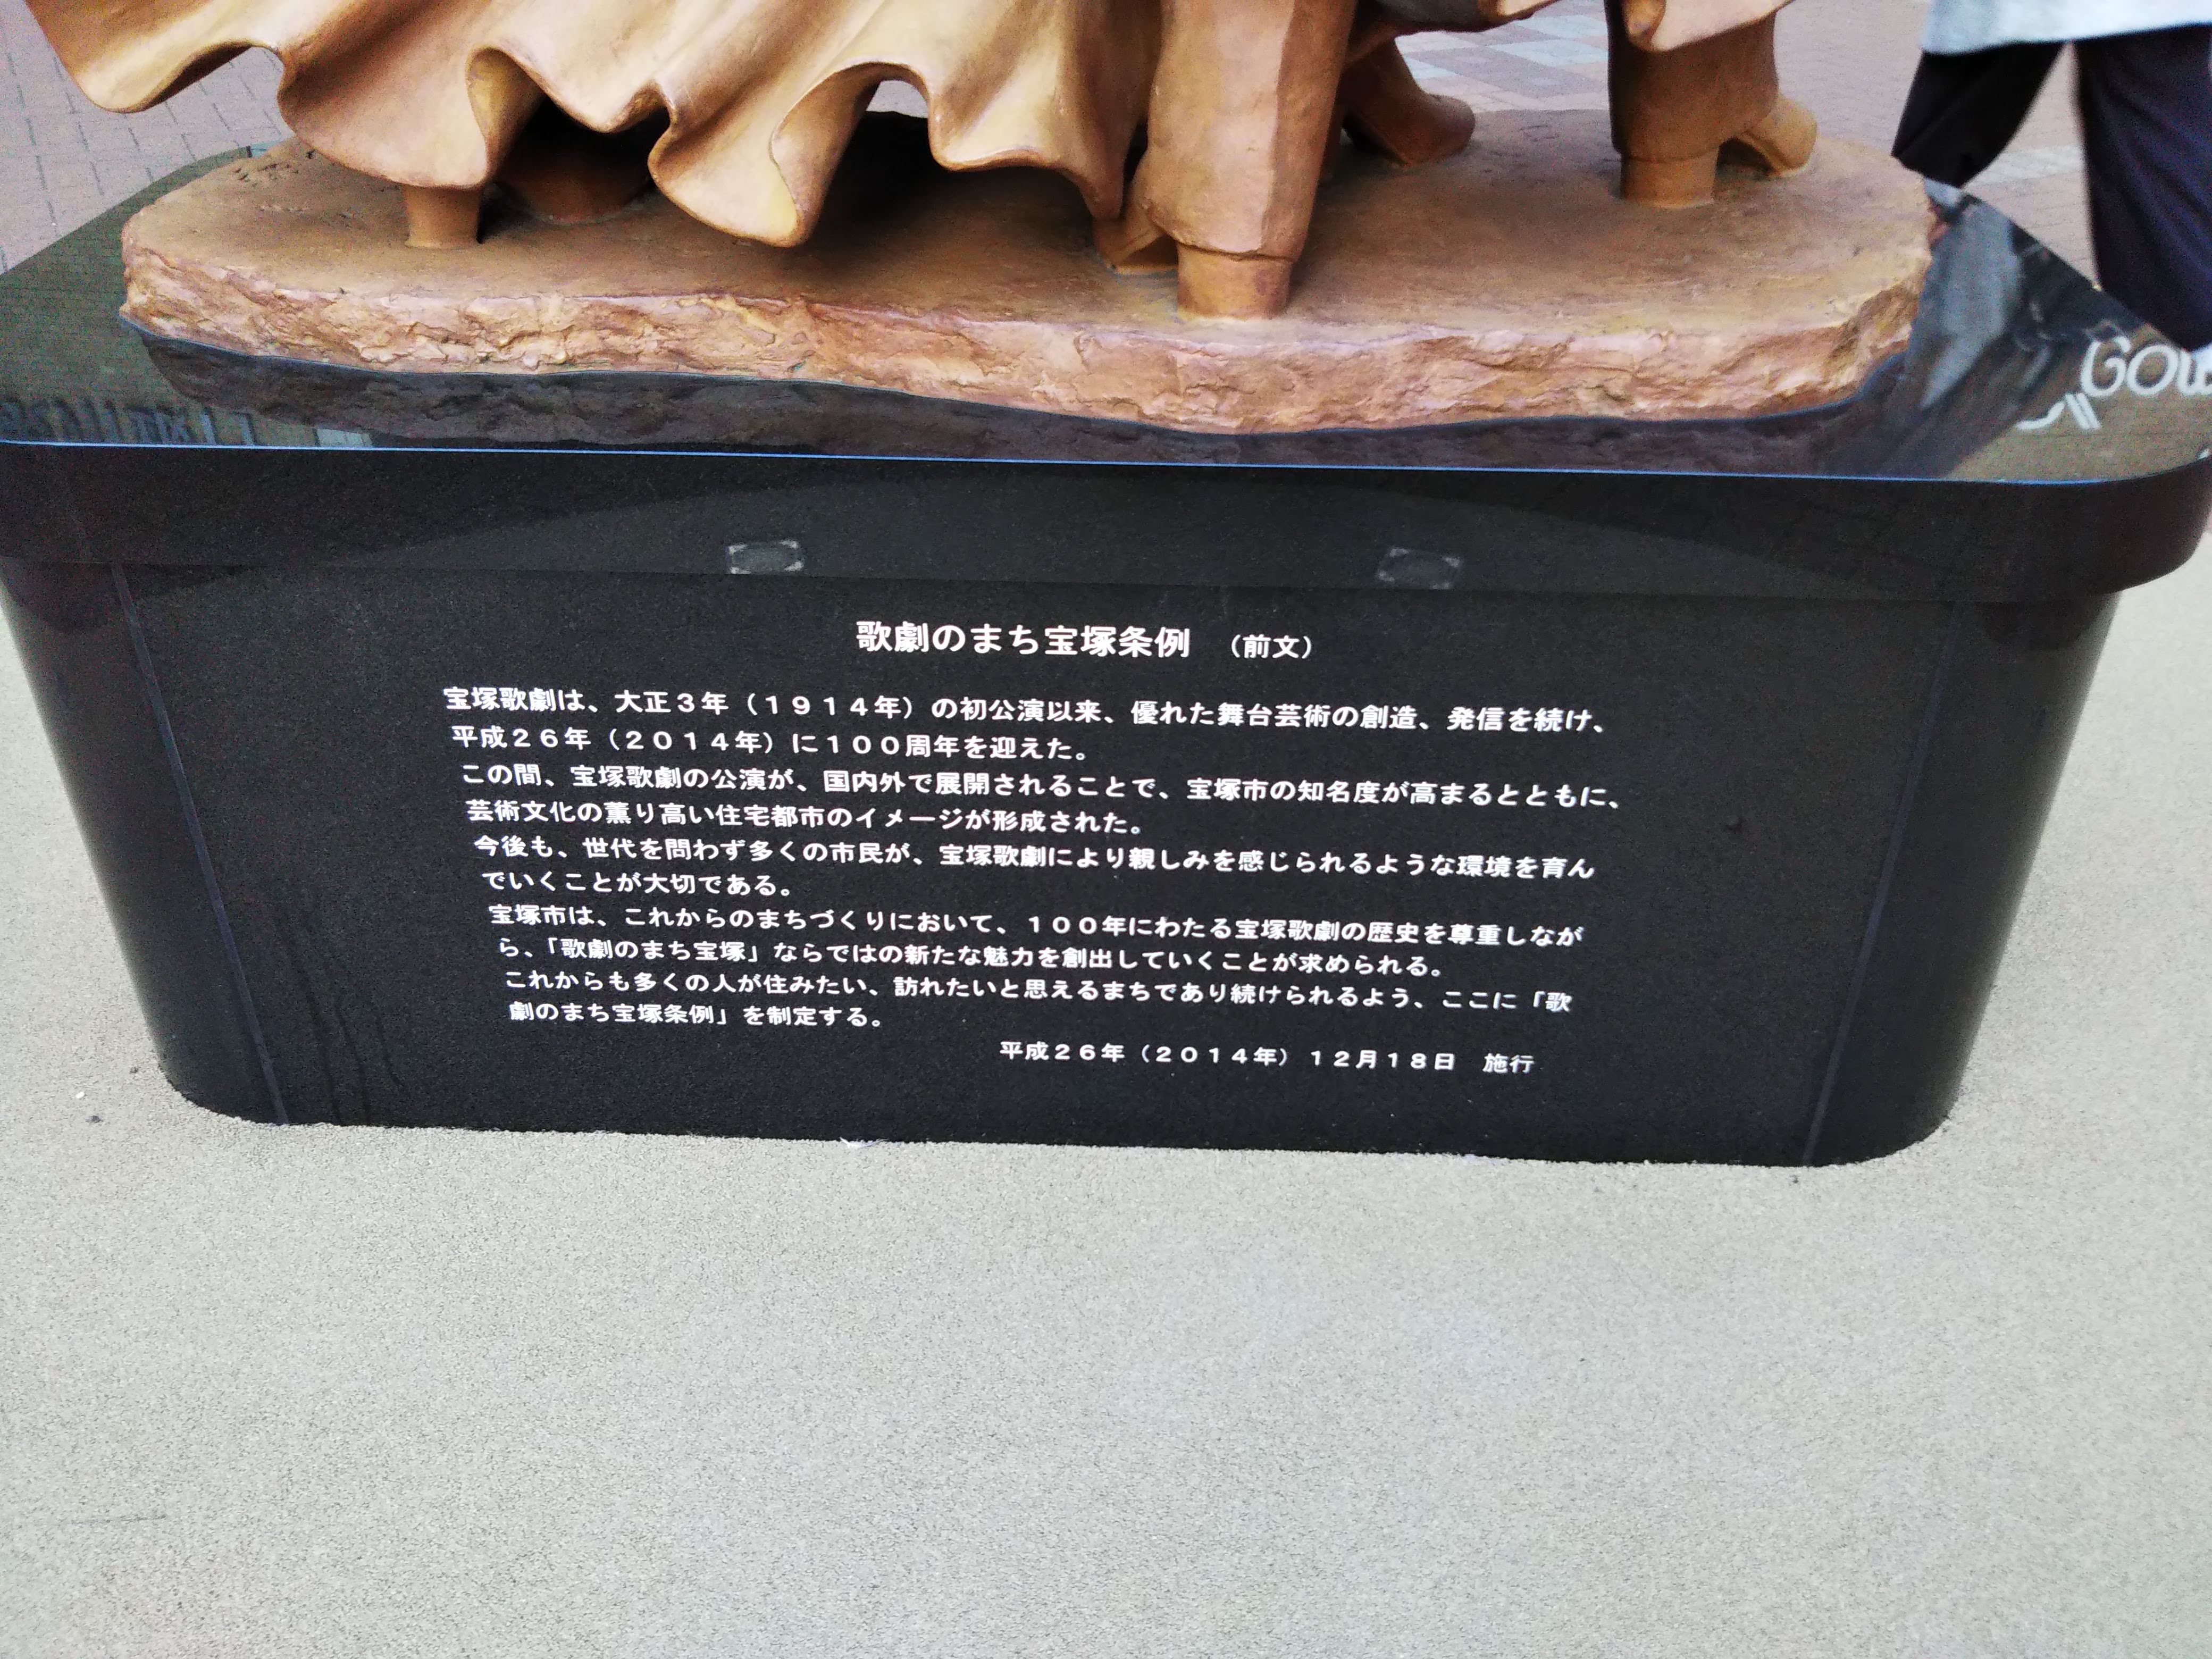 歌劇のまち宝塚条例　（前文）
宝塚歌劇は、大正３年（１９１４年）の初公演以来、優れた舞台芸術の創造、発信を続け、
平成２６年（２０１４年）に１００周年を迎えた。
この間、宝塚歌劇の公演が、国内外で展開されることで、宝塚市の知名度が高まるとともに、
芸術文化の薫り高い住宅都市のイメージが形成された。
今後も、世代を問わず多くの市民が、宝塚歌劇により親しみを感じられるような環境を育ん
でいくことが大切である。
宝塚市は、これからのまちづくりにおいて、１００年にわたる宝塚歌劇の歴史を尊重しなが
ら、「歌劇のまち宝塚」ならではの新たな魅力を創出していくことが求められる。
これからも多くの人が住みたい、訪れたいと思えるまちであり続けられるよう、ここに「歌
劇のまち宝塚条例」を制定する。
平成２６年（２０１４年）１２月１８日　施行